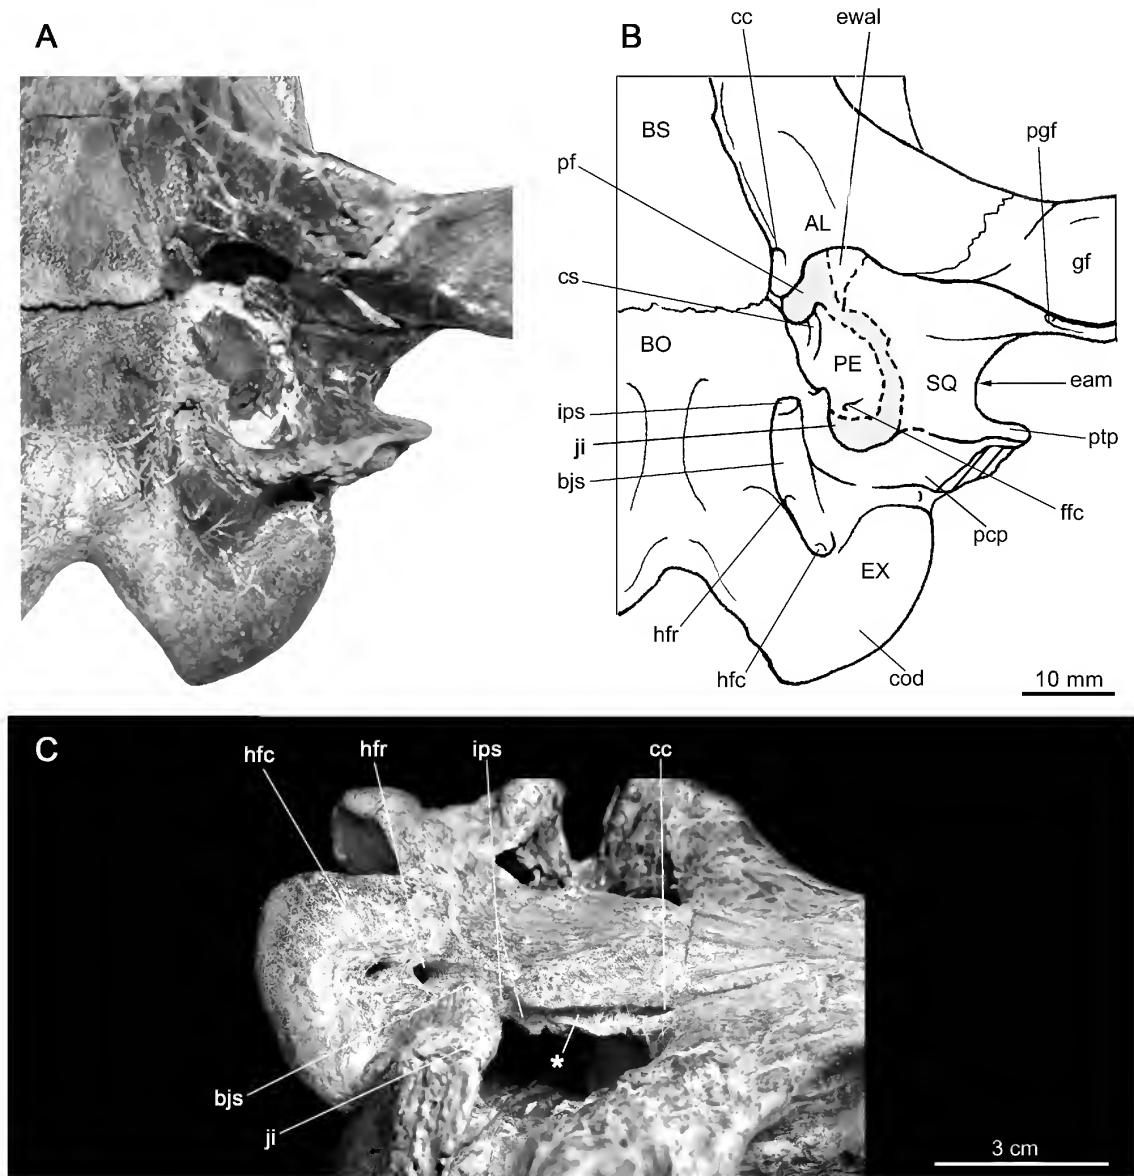 A
B
cc
ewal
BS
pgf
pf
AL
gf
cs
BO
PE
SQ
eam
ips
ji
ptp
bjs
ffc
pcp
EX
hfr
hfc
cod
10 mm
C
hfc
hfr
ips
cc
*
bjs
ji
3 cm